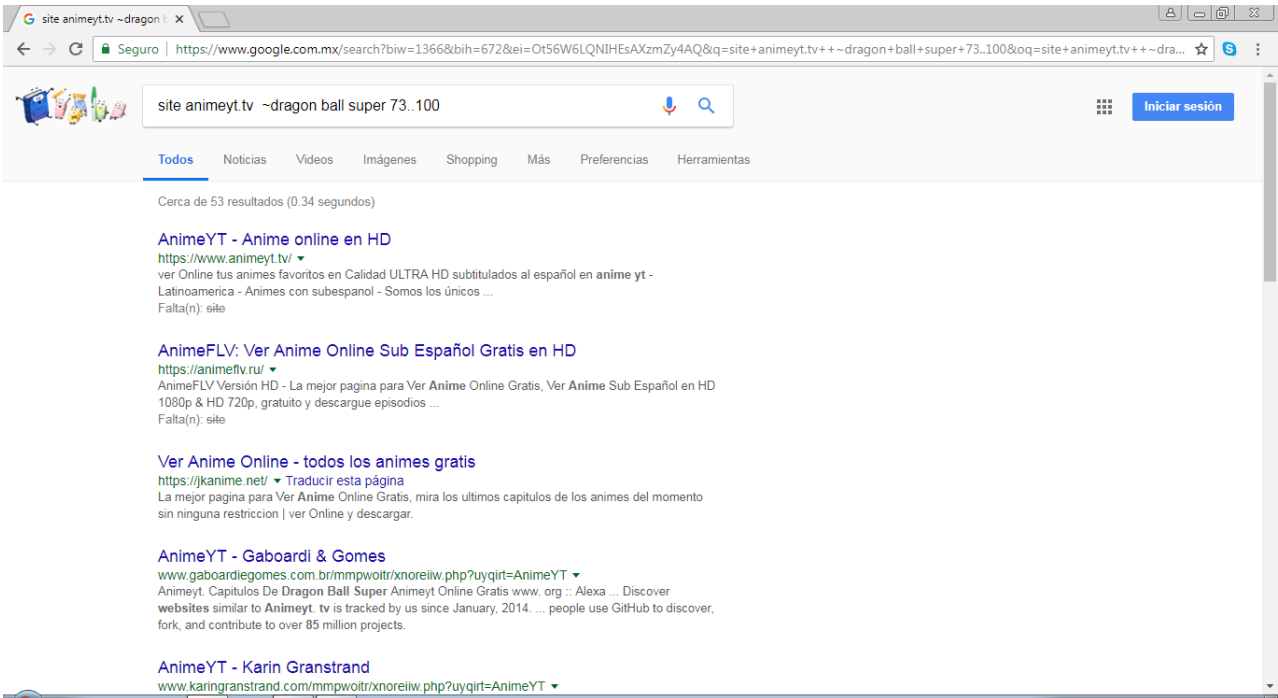 site animeyt.tv ~dragon b
Seguro | https://www.google.com.mx/search?biw=1366&bih=672&ei=Ot56W6LQNIHEsAXzmZy4AQ&q=site+animeyt.tv++~dragon+ball+super+73..100&oq=site+animeyt.tv++~dra...
site animeyt.tv  ~dragon ball super 73..100
Iniciar sesión
Todos Noticias Videos Imágenes Shopping Más Preferencias Herramientas
Cerca de 53 resultados (0.34 segundos)
AnimeYT - Anime online en HD
https://www.animeyt.tv/
ver Online tus animes favoritos en Calidad ULTRA HD subtitulados al español en anime yt -
Latinoamerica - Animes con subespanol - Somos los únicos ...
Falta(n): site
AnimeFLV: Ver Anime Online Sub Español Gratis en HD
https://animeflv.ru/
AnimeFLV Versión HD - La mejor pagina para Ver Anime Online Gratis, Ver Anime Sub Español en HD
1080p & HD 720p, gratuito y descargue episodios ...
Falta(n): site
Ver Anime Online - todos los animes gratis
https://jkanime.net/ Traducir esta página
La mejor pagina para Ver Anime Online Gratis, mira los ultimos capitulos de los animes del momento
sin ninguna restriccion | ver Online y descargar.
AnimeYT - Gaboardi & Gomes
www.gaboardiegomes.com.br/mmpwoitr/xnoreiiw.php?uyqirt=AnimeYT
Animeyt. Capitulos De Dragon Ball Super Animeyt Online Gratis www. org :: Alexa ... Discover
websites similar to Animeyt. tv is tracked by us since January, 2014. ... people use GitHub to discover,
fork, and contribute to over 85 million projects.
AnimeYT - Karin Granstrand
www.karingranstrand.com/mmpwoitr/xnoreiiw.php?uyqirt=AnimeYT